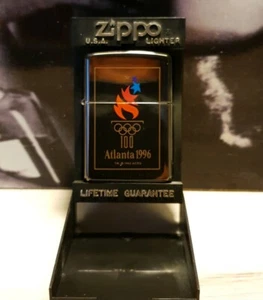 Zippo
U.S.A. LIGHTER
100
Atlanta 1996
LIFETIME GUARANTEE